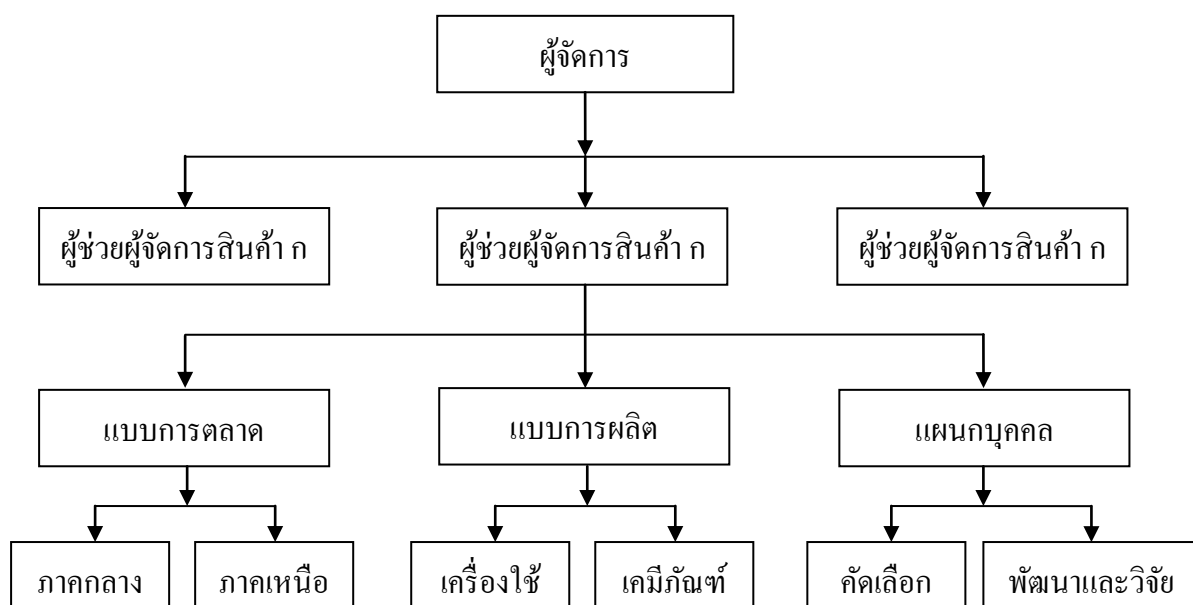 ผู้จัดการ
ผู้ช่วยผู้จัดการสินค้า ก
ผู้ช่วยผู้จัดการสินค้า ก
ผู้ช่วยผู้จัดการสินค้า ก
แบบการตลาด
แบบการผลิต
แผนกบุคคล
ภาคกลาง
ภาคเหนือ
เครื่องใช้
เคมีภัณฑ์
คัดเลือก
พัฒนาและวิจัย